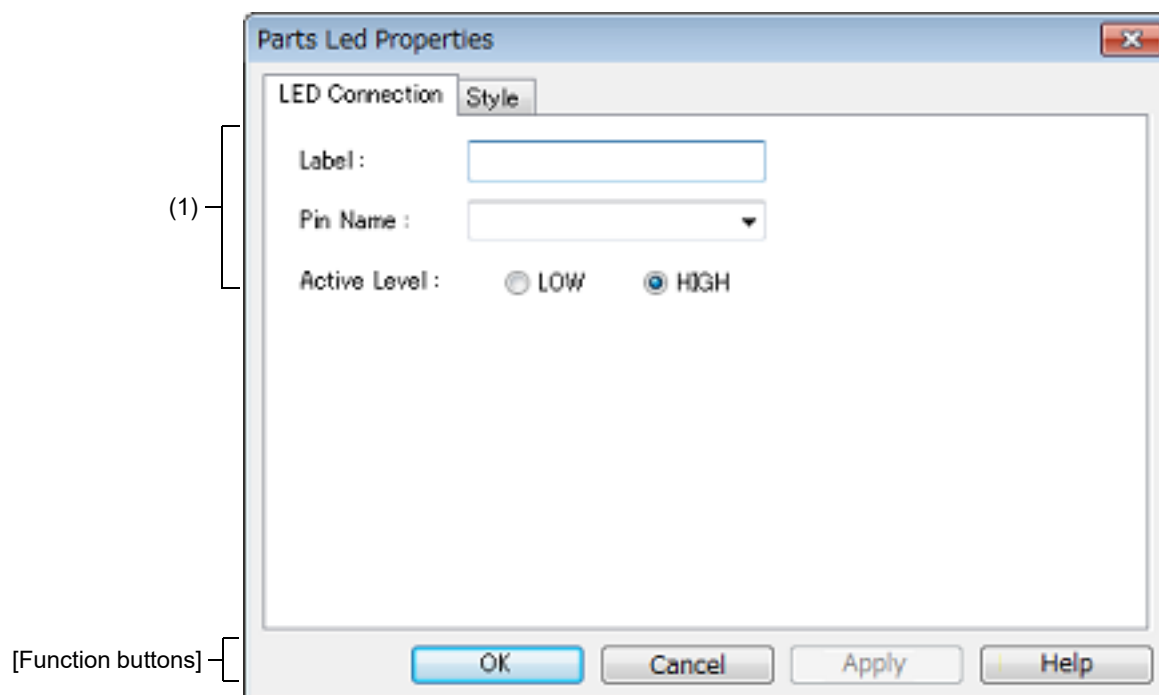 Parts Led Properties
LED Connection Style
Label :
(1)
Pin Name :
Active Level : LOW HIGH
[Function buttons] OK Cancel Apply Help